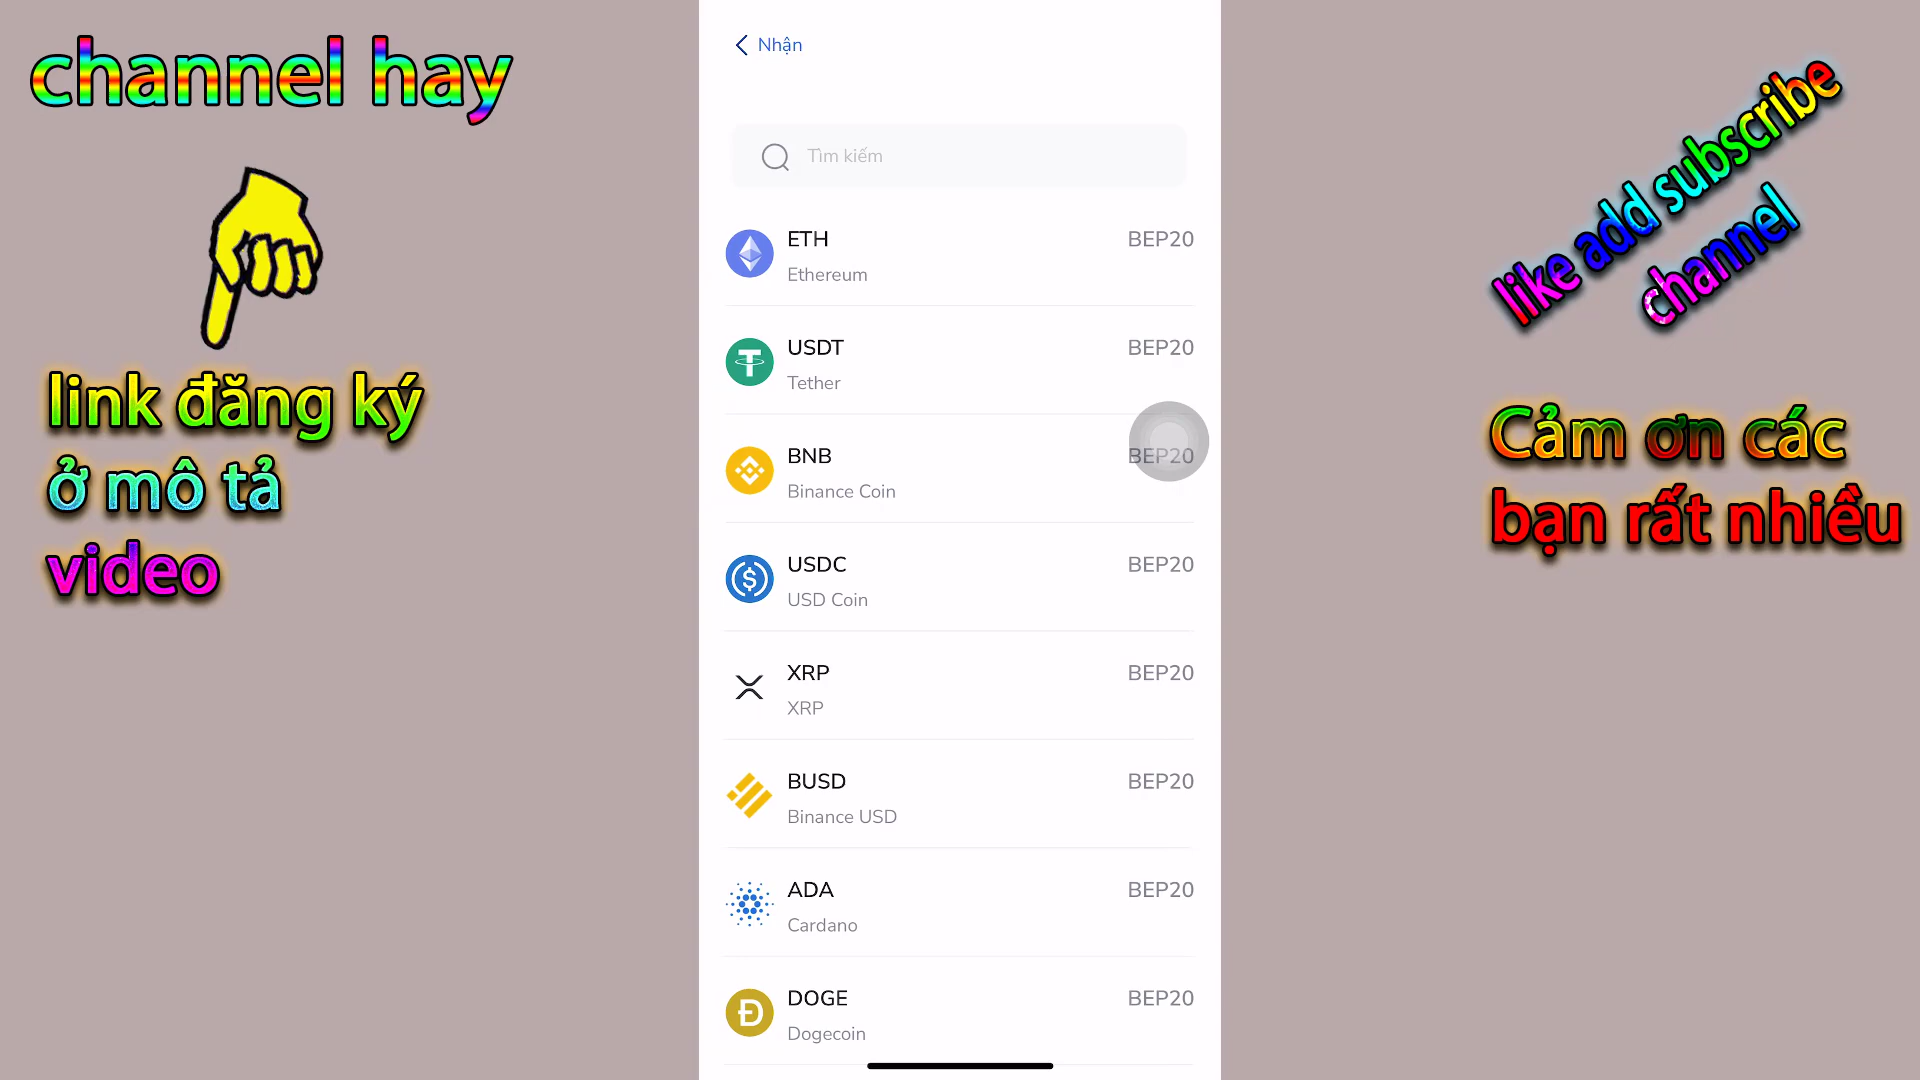 channel hay
link đăng ký
ở mô tả
video
Nhận
Tìm kiếm
ETH BEP20
Ethereum
USDT BEP20
Tether
BNB BEP20
Binance Coin
USDC BEP20
USD Coin
XRP BEP20
XRP
BUSD BEP20
Binance USD
ADA BEP20
Cardano
DOGE BEP20
Dogecoin
like add subscribe
channel
Cảm ơn các
bạn rất nhiều